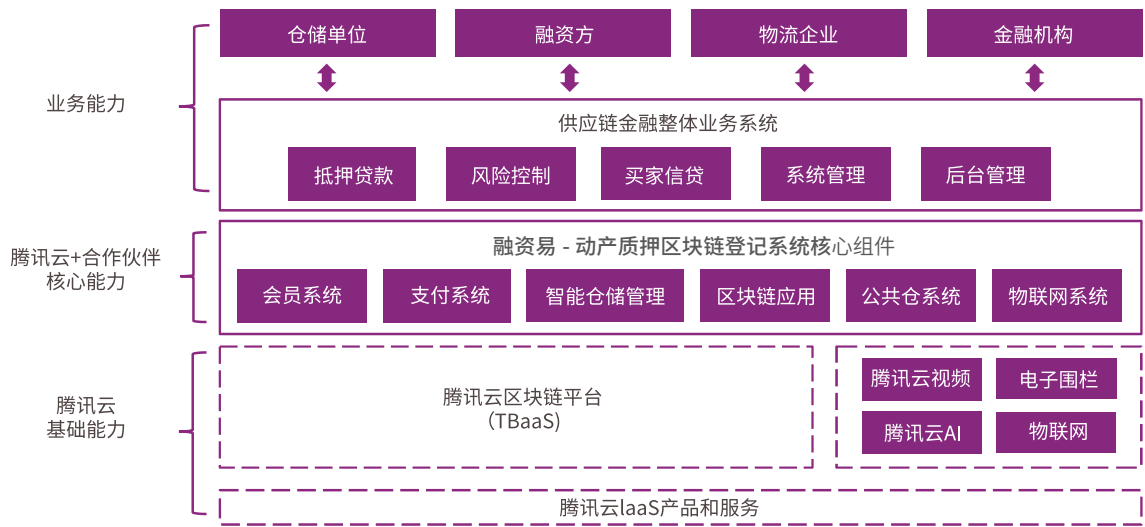 仓储单位
融资方
物流企业
金融机构
业务能力
供应链金融整体业务系统
抵押贷款
风险控制
买家信贷
系统管理
后台管理
腾讯云+合作伙伴
核心能力
融资易 - 动产质押区块链登记系统核心组件
会员系统
支付系统
智能仓储管理
区块链应用
公共仓系统
物联网系统
腾讯云
基础能力
腾讯云区块链平台
（TBaaS)
腾讯云视频
电子围栏
腾讯云AI
物联网
腾讯云laaS产品和服务